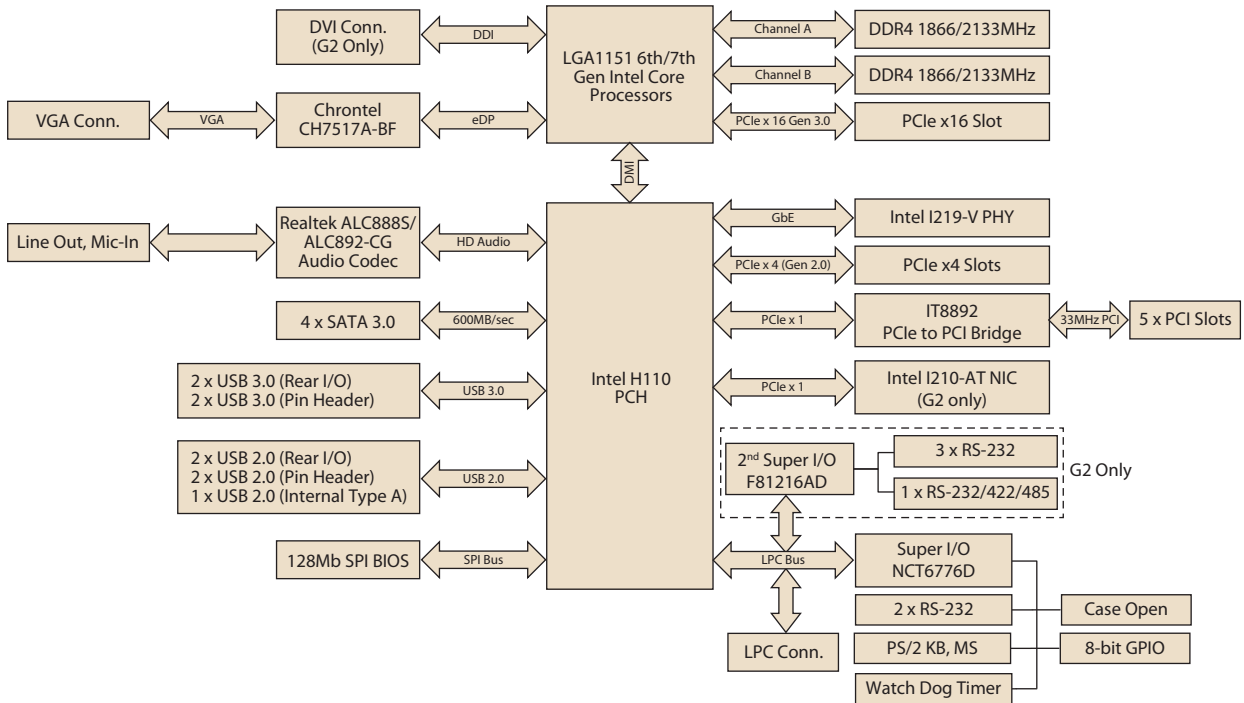 DVI Conn.
(G2 Only)
DDI
LGA1151 6th/7th
Gen Intel Core
Processors
Channel A
DDR4 1866/2133MHz
Channel B
DDR4 1866/2133MHz
VGA Conn.
VGA
Chrontel
CH7517A-BF
eDP
PCIe x 16 Gen 3.0
PCIe x16 Slot
DMI
Line Out, Mic-In
Realtek ALC888S/
ALC892-CG
Audio Codec
HD Audio
Intel H110
PCH
GbE
Intel I219-V PHY
PCIe x 4 (Gen 2.0)
PCIe x4 Slots
4 x SATA 3.0
600MB/sec
PCIe x 1
IT8892
PCIe to PCI Bridge
33MHz PCI
5 x PCI Slots
2 x USB 3.0 (Rear I/O)
2 x USB 3.0 (Pin Header)
USB 3.0
PCIe x 1
Intel I210-AT NIC
(G2 only)
2 x USB 2.0 (Rear I/O)
2 x USB 2.0 (Pin Header)
1 x USB 2.0 (Internal Type A)
USB 2.0
2nd Super I/O
F81216AD
3 x RS-232
1 x RS-232/422/485
G2 Only
128Mb SPI BIOS
SPI Bus
LPC Bus
Super I/O
NCT6776D
2 x RS-232
Case Open
LPC Conn.
PS/2 KB, MS
8-bit GPIO
Watch Dog Timer